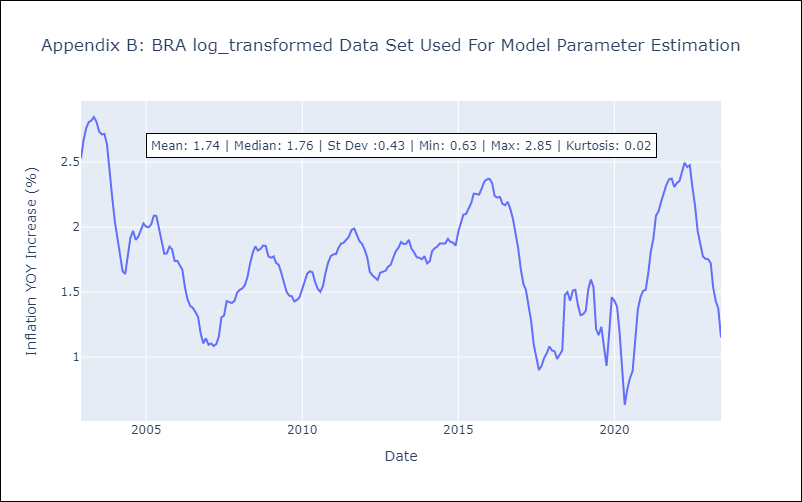 Appendix B: BRA log_transformed Data Set Used For Model Parameter Estimation
Mean: 1.74 | Median: 1.76 | St Dev :0.43 | Min: 0.63 | Max: 2.85 | Kurtosis: 0.02
Inflation YOY Increase (%)
2.5
2
1.5
1
2005
2010
2015
2020
Date